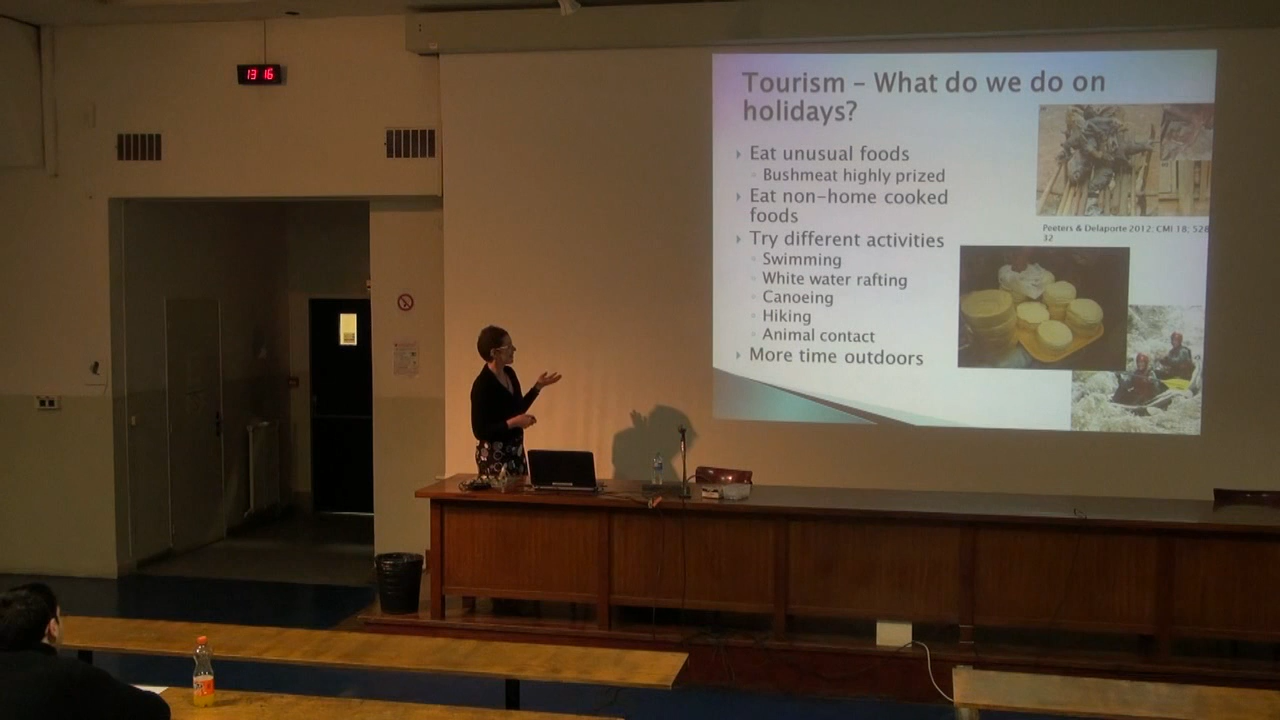 13 16
Tourism – What do we do on
holidays?
Eat unusual foods
Bushmeat highly prized
Eat non-home cooked
foods
Try different activities
Swimming
White water rafting
Canoeing
Hiking
Animal contact
More time outdoors
Peeters & Delaporte 2012; CMI 18; 528
32